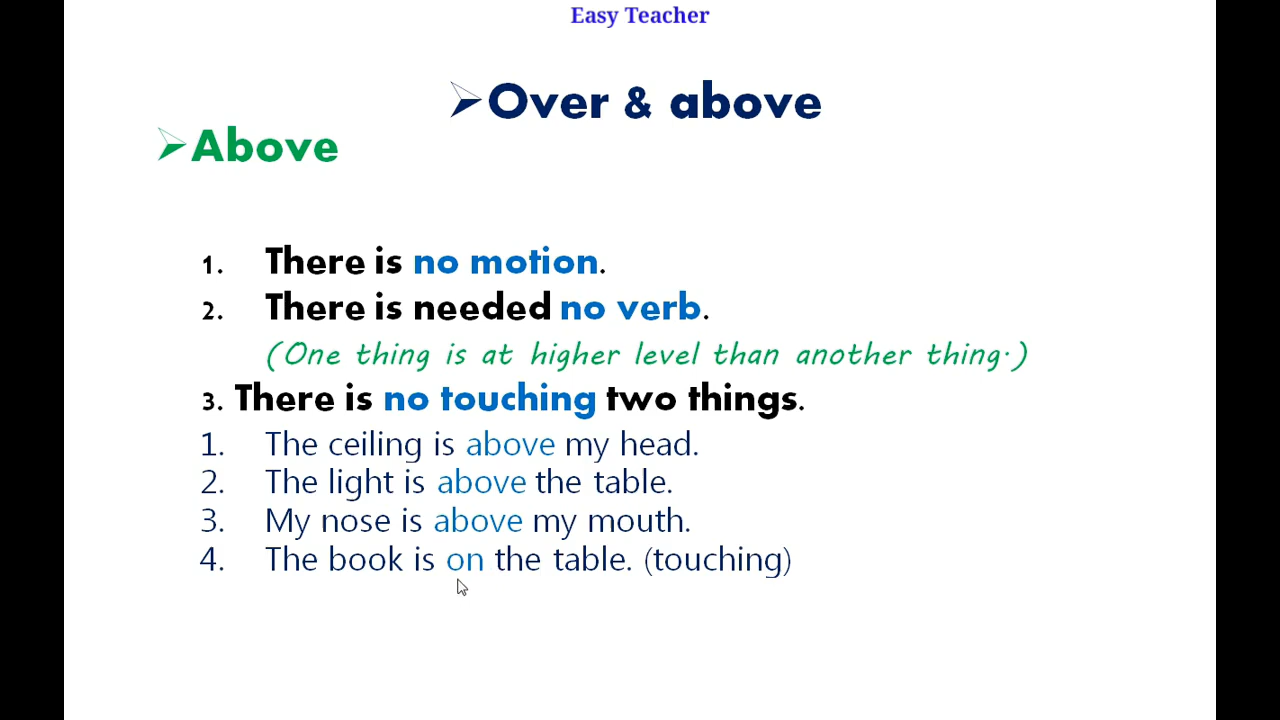 Easy Teacher
➢Over & above
➢Above
1. There is no motion.
2. There is needed no verb.
(One thing is at higher level than another thing.)
3. There is no touching two things.
1. The ceiling is above my head.
2. The light is above the table.
3. My nose is above my mouth.
4. The book is on the table. (touching)